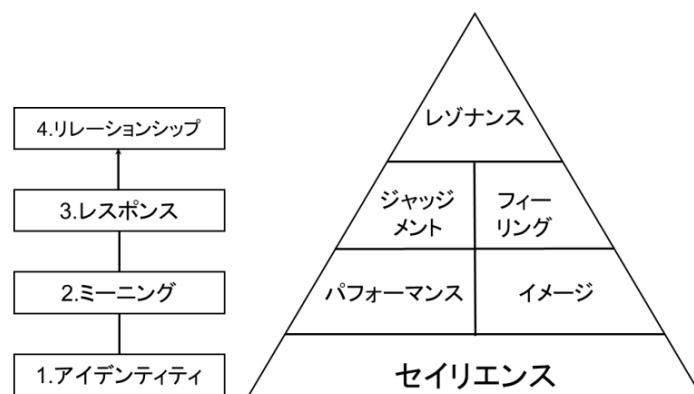 4.リレーションシップ
3.レスポンス
2.ミーニング
1.アイデンティティ
レゾナンス
ジャッジ
メント
フィー
リング
パフォーマンス
イメージ
セイリエンス